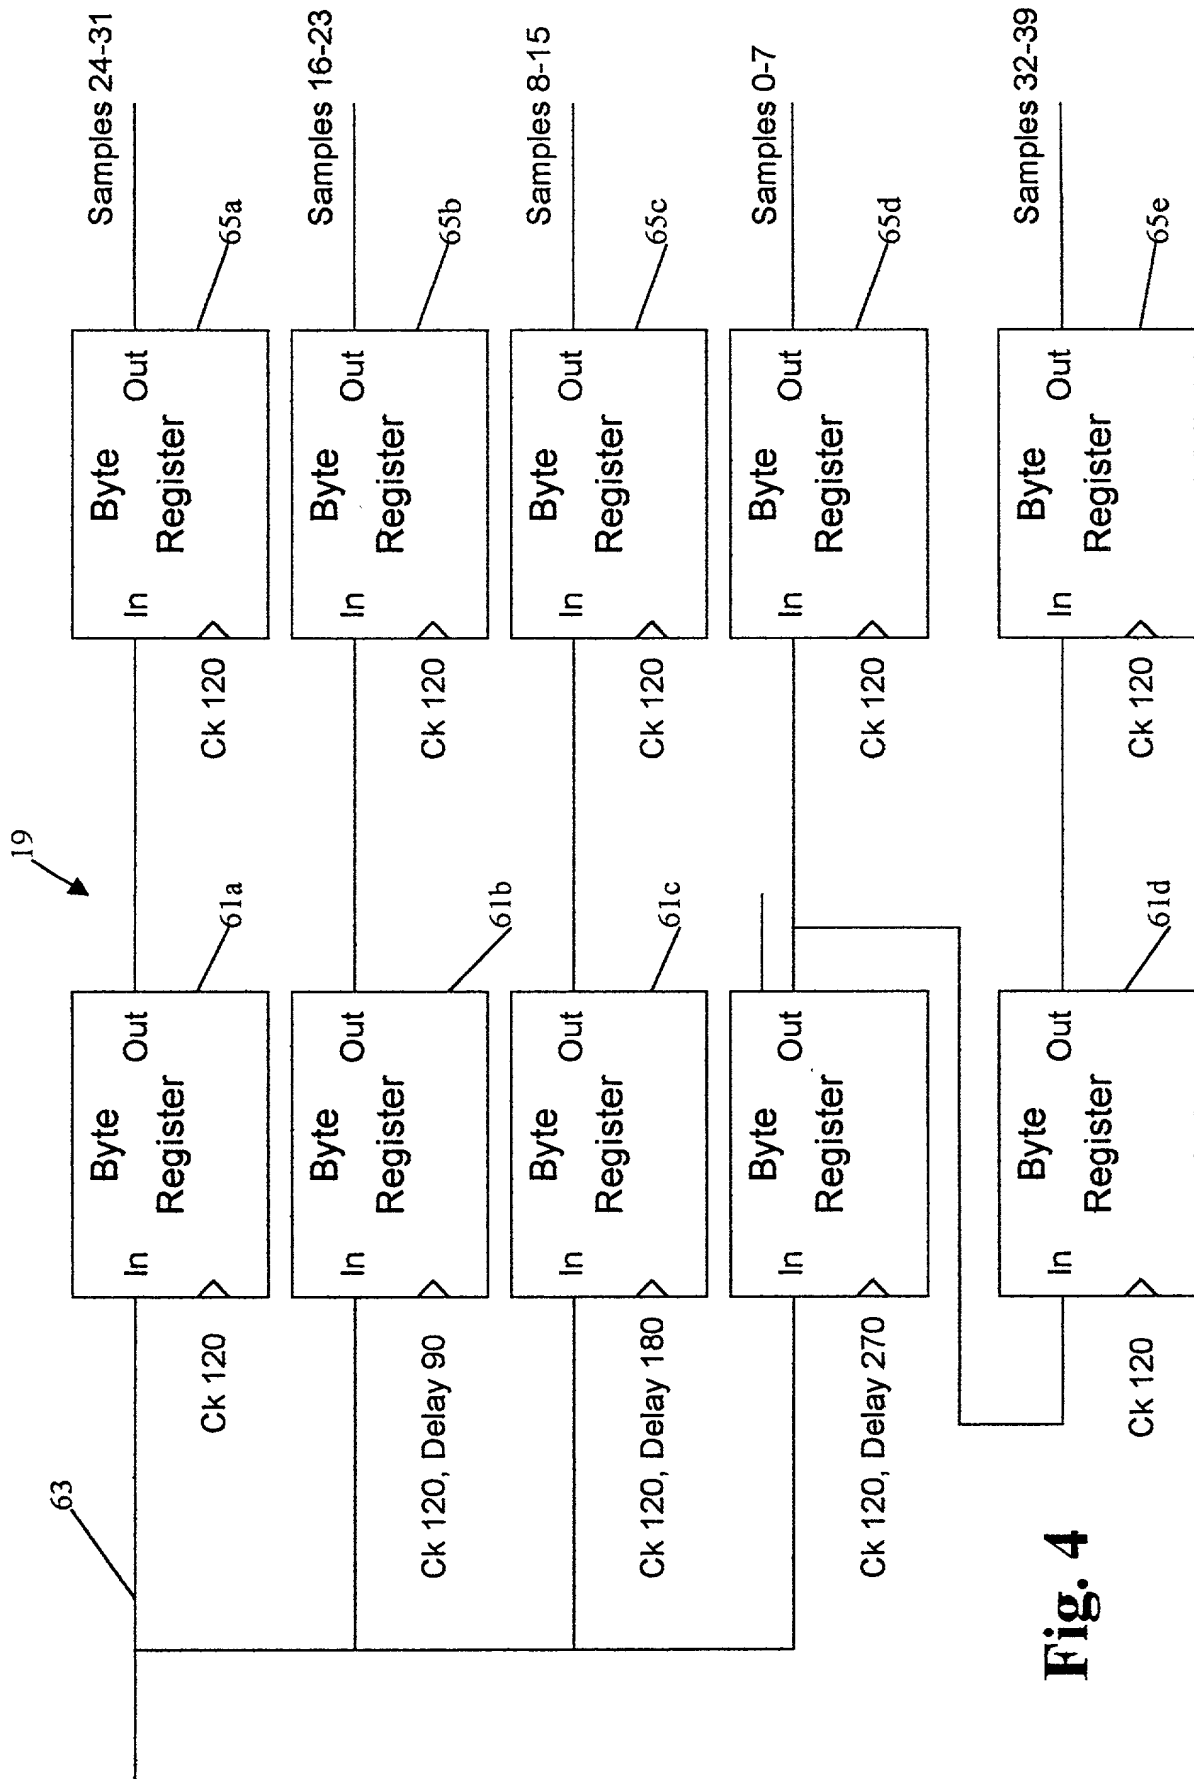 19
63
Byte
In
Out
Register
Ck 120
61a
Byte
In
Out
Register
Ck 120
65a
Samples 24-31
Byte
In
Out
Register
Ck 120, Delay 90
61b
Byte
In
Out
Register
Ck 120
65b
Samples 16-23
Byte
In
Out
Register
Ck 120, Delay 180
61c
Byte
In
Out
Register
Ck 120
65c
Samples 8-15
Byte
In
Out
Register
Ck 120, Delay 270
Byte
In
Out
Register
Ck 120
65d
Samples 0-7
Byte
In
Out
Register
Ck 120
61d
Byte
In
Out
Register
Ck 120
65e
Samples 32-39
Fig. 4